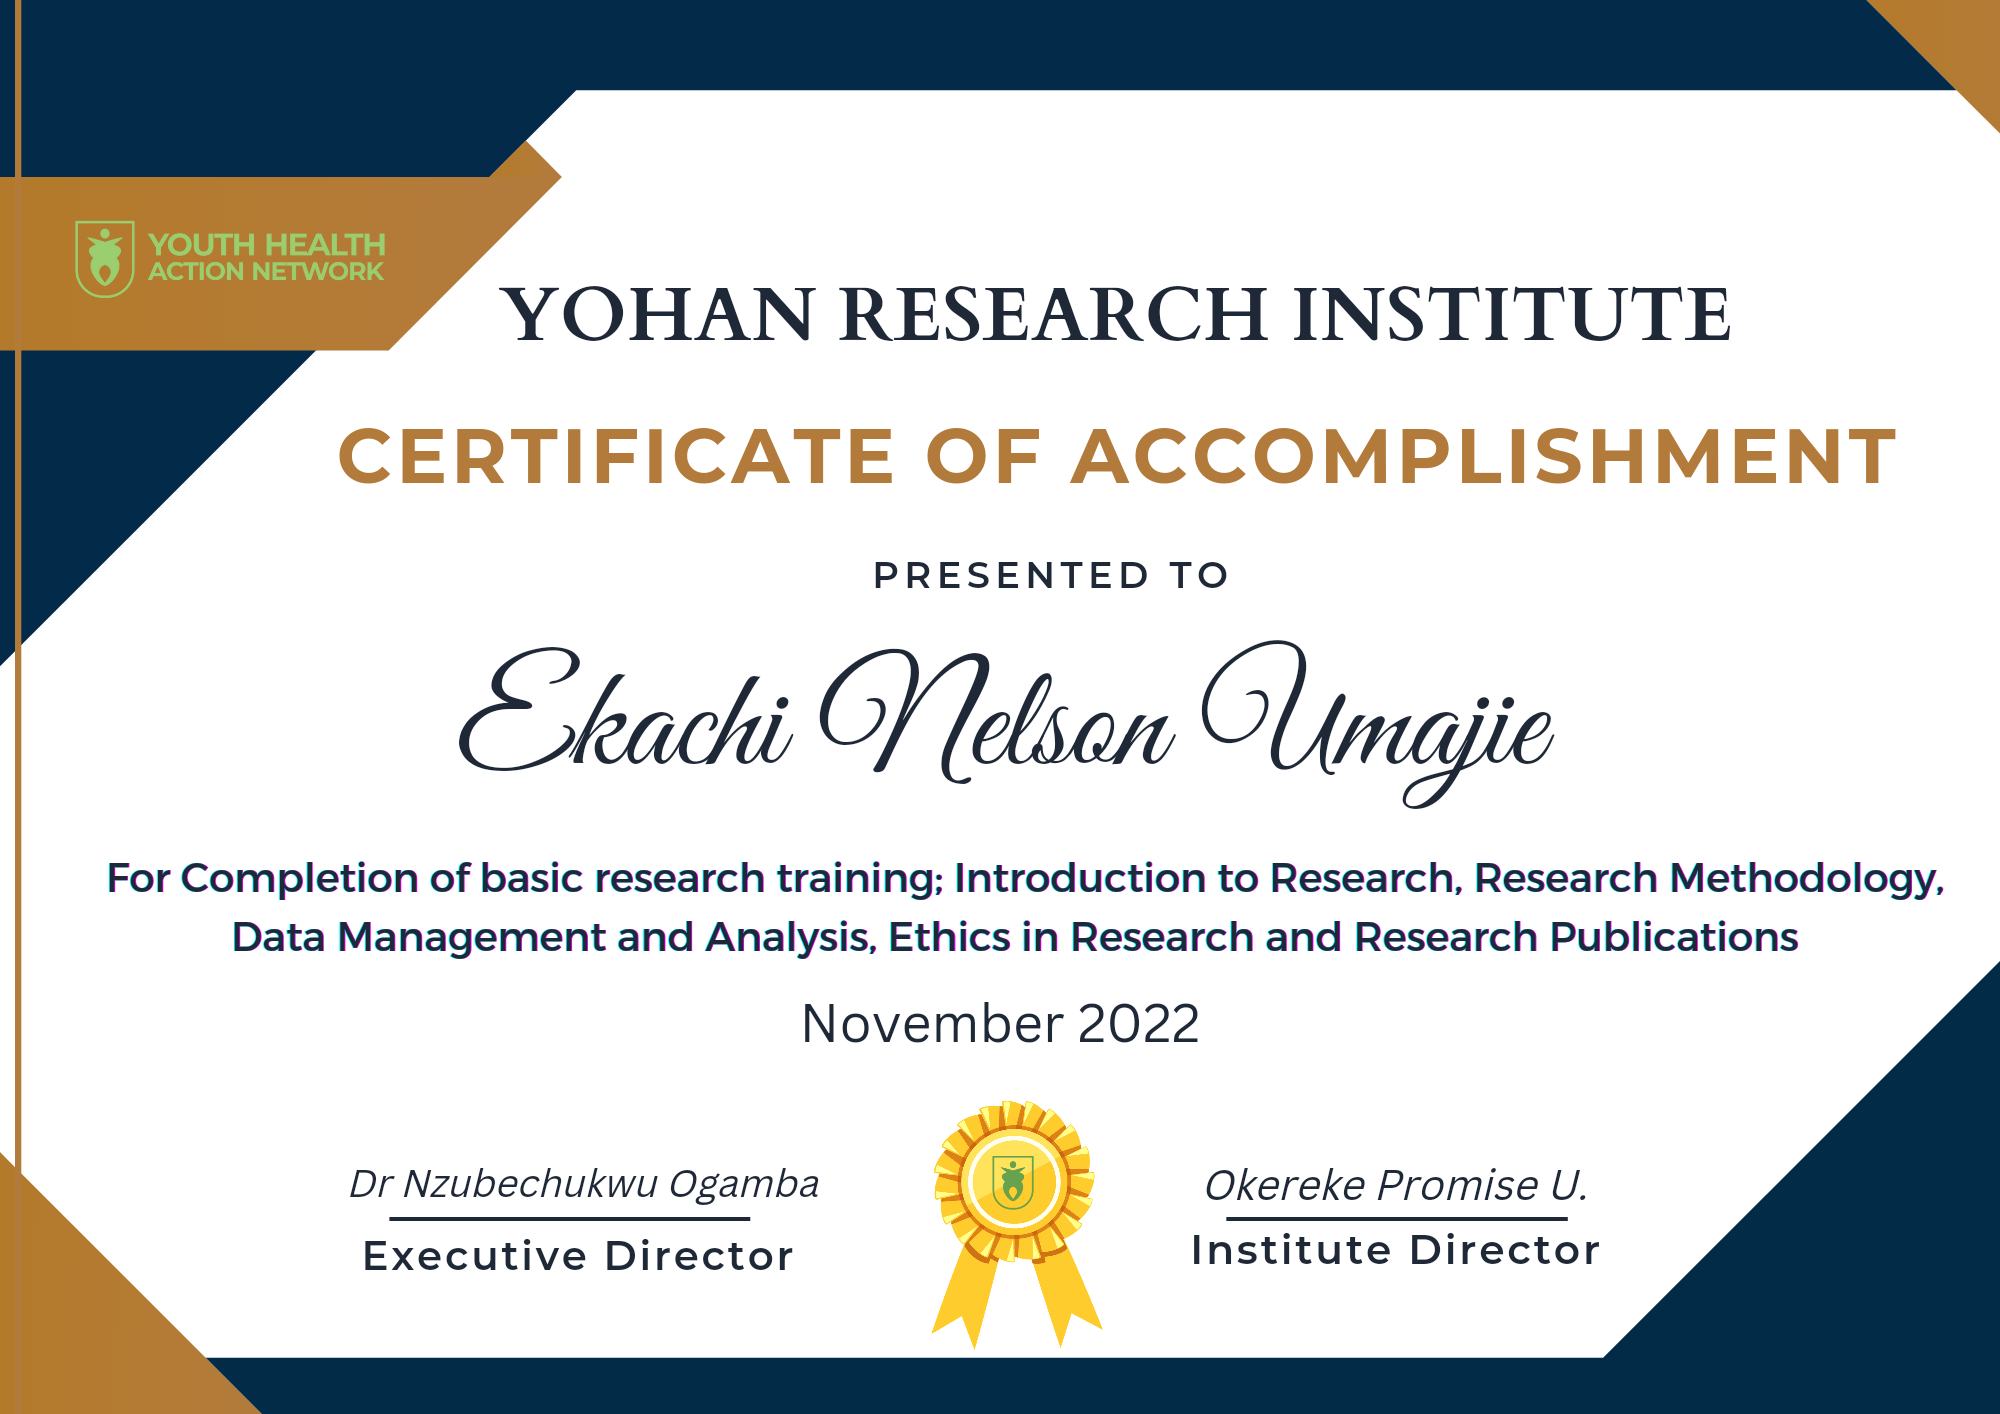 YOUTH HEALTH
ACTION NETWORK
YOHAN RESEARCH INSTITUTE
CERTIFICATE OF ACCOMPLISHMENT
PRESENTED TO
Ekachi Nelson Umajie
For Completion of basic research training; Introduction to Research, Research Methodology,
Data Management and Analysis, Ethics in Research and Research Publications
November 2022
Dr Nzubechukwu Ogamba
Executive Director
Okereke Promise U.
Institute Director